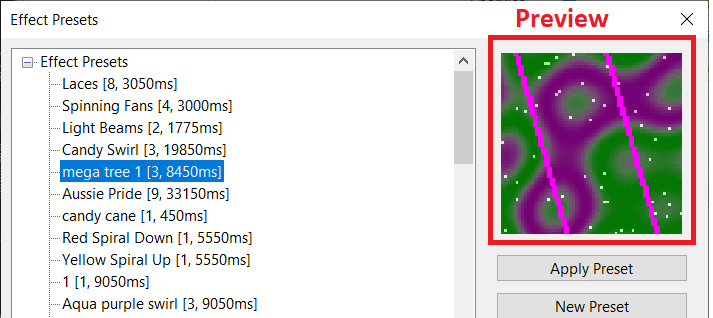 Effect Presets
Preview
Effect Presets
Laces [8, 3050ms]
Spinning Fans [4, 3000ms]
Light Beams [2, 1775ms]
Candy Swirl [3, 19850ms]
mega tree 1 [3, 8450ms]
Aussie Pride [9, 33150ms]
candy cane [1, 450ms]
Red Spiral Down [1, 5550ms]
Yellow Spiral Up [1, 5550ms]
1 [1, 9050ms]
Aqua purple swirl [3, 9050ms]
Apply Preset
New Preset